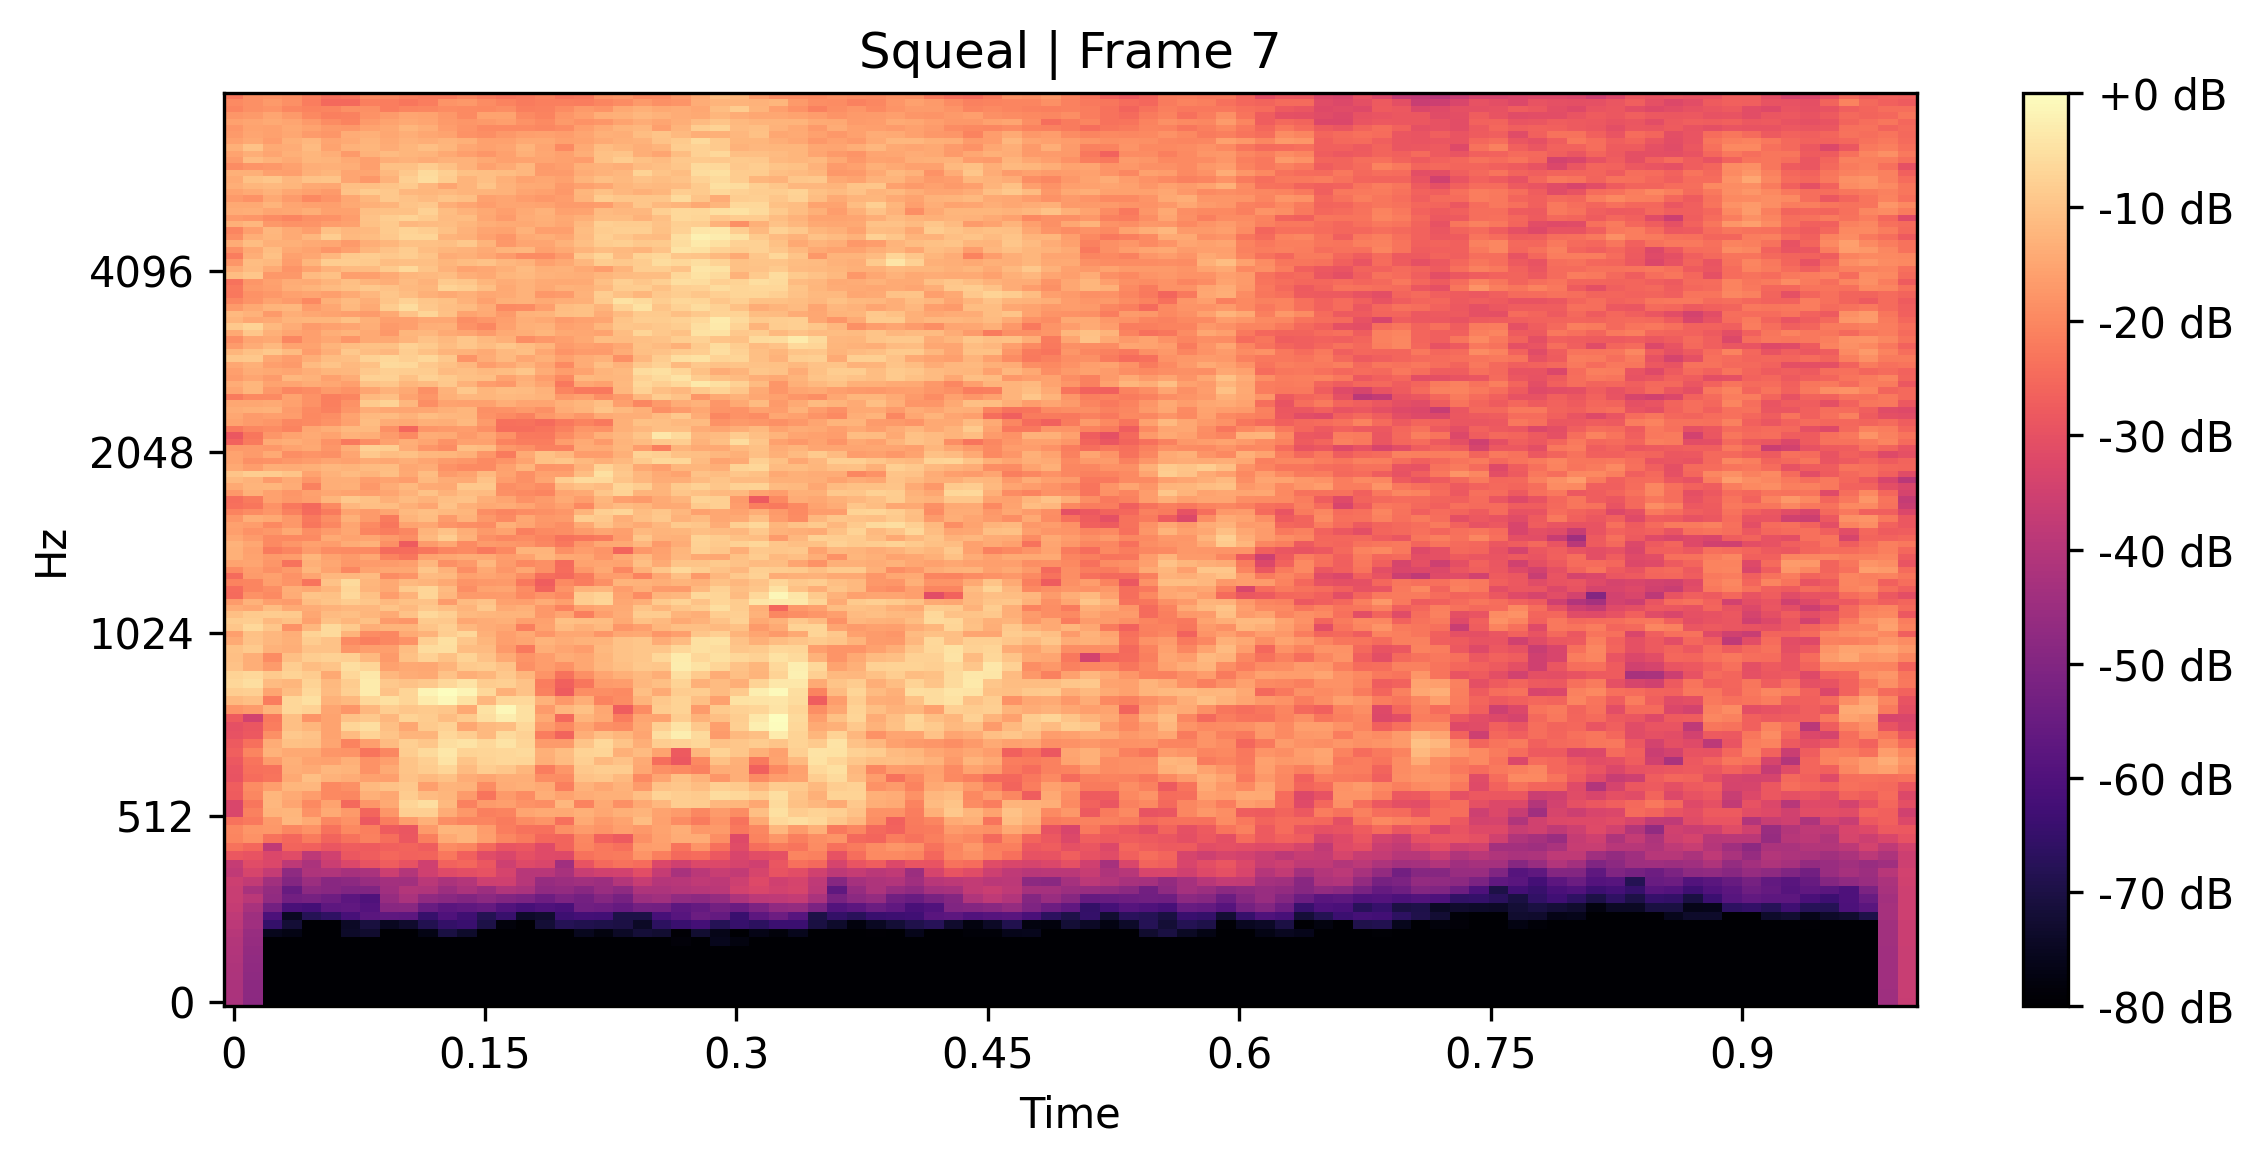 Squeal | Frame 7
+0 dB
-10 dB
-20 dB
-30 dB
-40 dB
-50 dB
-60 dB
-70 dB
-80 dB
Hz
4096
2048
1024
512
0
0
0.15
0.3
0.45
0.6
0.75
0.9
Time